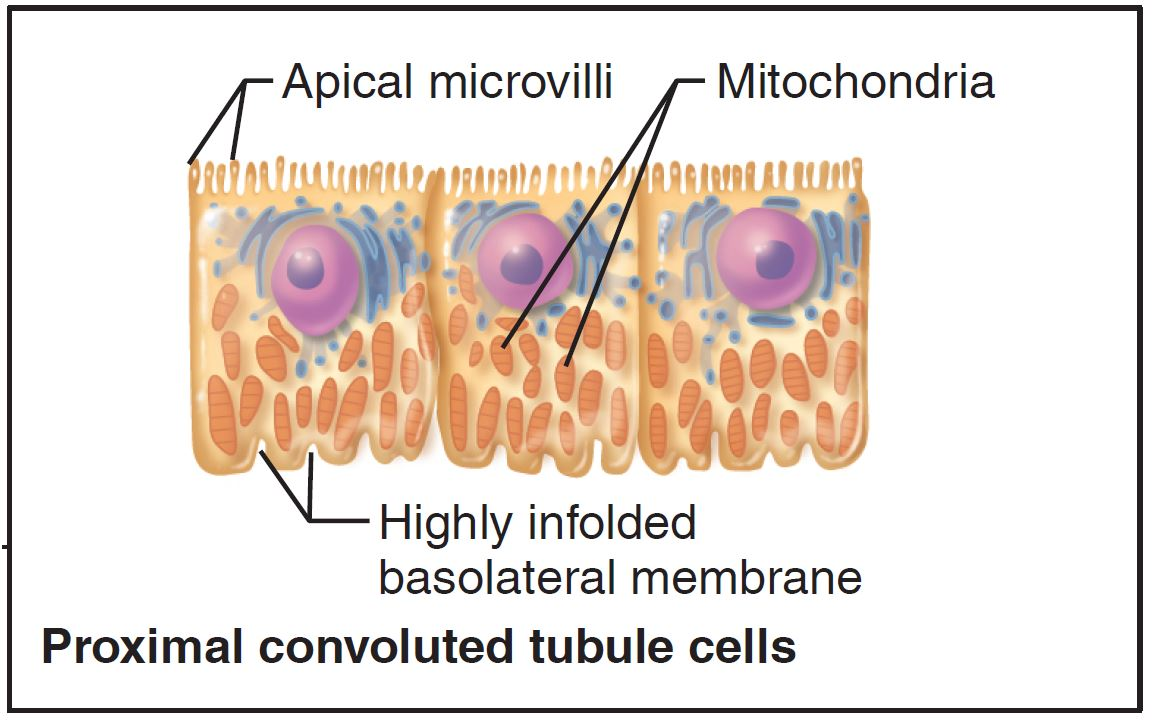 Apical microvilli
Mitochondria
Highly infolded
basolateral membrane
Proximal convoluted tubule cells